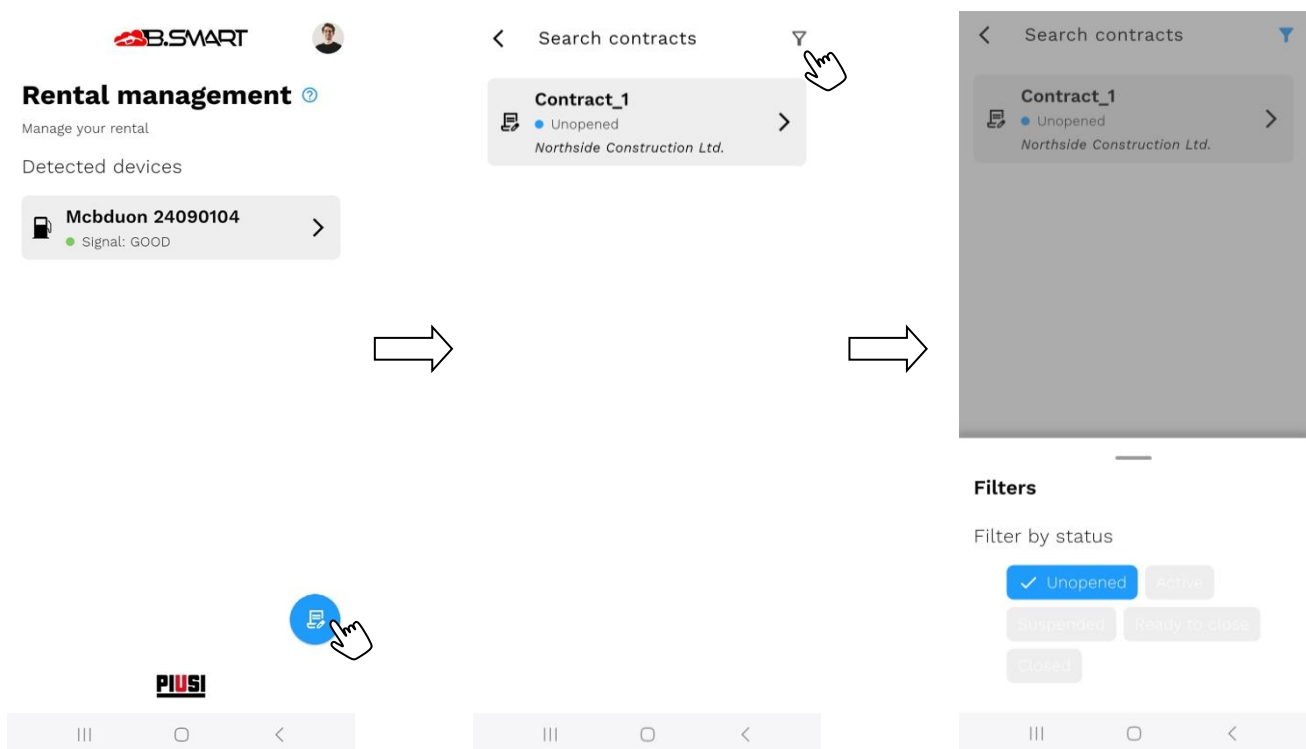 B.SMART
Rental management
Manage your rental
Detected devices
Mcbduon 24090104
Signal: GOOD
PIUSI
Search contracts
Contract_1
Unopened
Northside Construction Ltd.
Search contracts
Contract_1
Unopened
Northside Construction Ltd.
Filters
Filter by status
Unopened Active
Suspended Ready to close
Closed